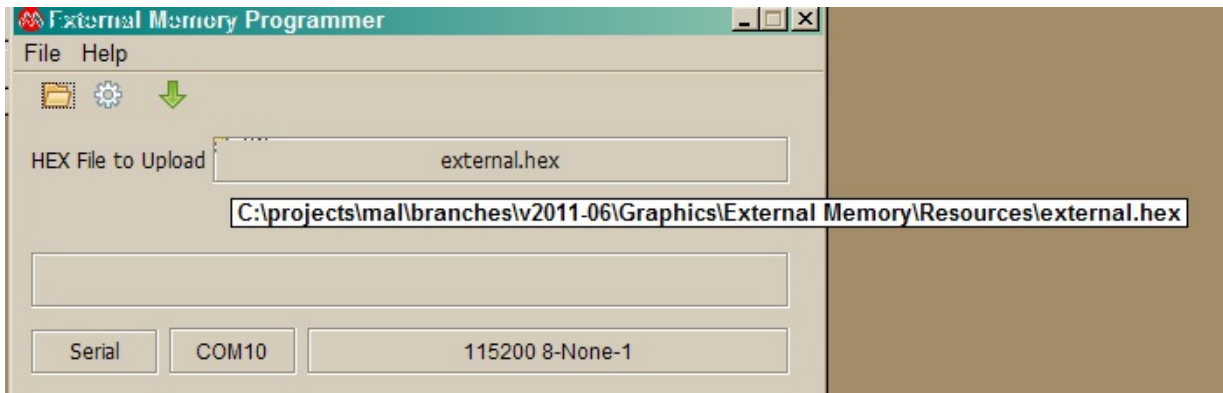 External Memory Programmer
File Help
HEX File to Upload external.hex
C:\projects\mal\branches\v2011-06\Graphics\External Memory\Resources\external.hex
Serial COM10 115200 8-None-1